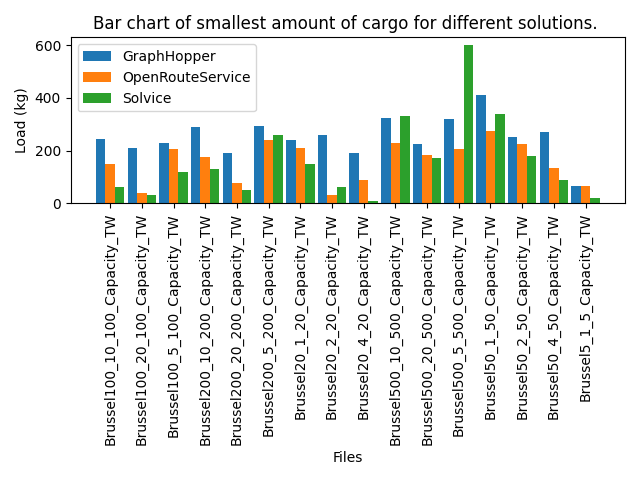 Bar chart of smallest amount of cargo for different solutions.
GraphHopper
OpenRouteService
Solvice
Load (kg)
600
400
200
0
Brussel100_10_100_Capacity_TW
Brussel100_20_100_Capacity_TW
Brussel100_5_100_Capacity_TW
Brussel200_10_200_Capacity_TW
Brussel200_20_200_Capacity_TW
Brussel200_5_200_Capacity_TW
Brussel20_1_20_Capacity_TW
Brussel20_2_20_Capacity_TW
Brussel20_4_20_Capacity_TW
Brussel500_10_500_Capacity_TW
Brussel500_20_500_Capacity_TW
Brussel500_5_500_Capacity_TW
Brussel50_1_50_Capacity_TW
Brussel50_2_50_Capacity_TW
Brussel50_4_50_Capacity_TW
Brussel5_1_5_Capacity_TW
Files